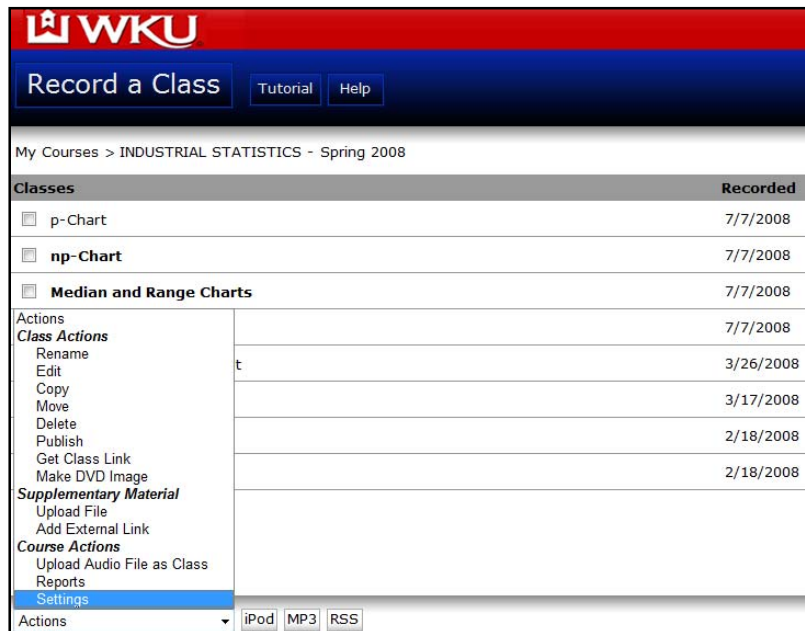 WKU
Record a Class Tutorial Help
My Courses > INDUSTRIAL STATISTICS - Spring 2008
Classes Recorded
p-Chart 7/7/2008
np-Chart 7/7/2008
Median and Range Charts 7/7/2008
Actions
7/7/2008
Class Actions
Rename
Edit
t 3/26/2008
Copy
Move
3/17/2008
Delete
Publish
2/18/2008
Get Class Link
Make DVD Image
2/18/2008
Supplementary Material
Upload File
Add External Link
Course Actions
Upload Audio File as Class
Reports
Settings
Actions iPod MP3 RSS